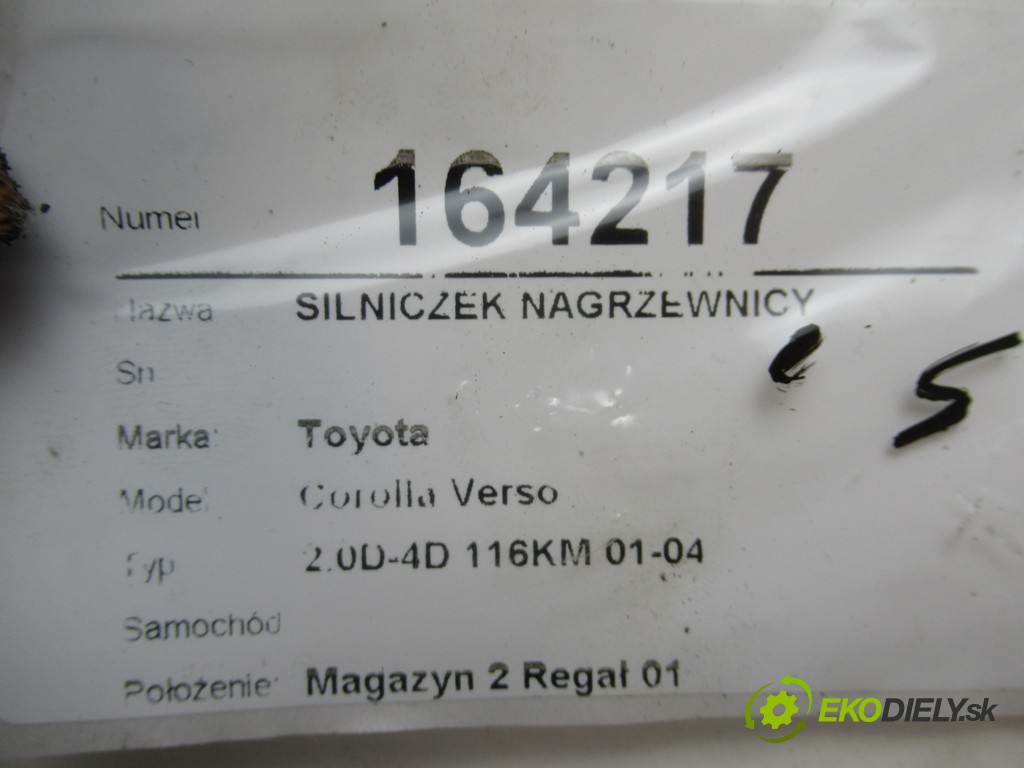 Numer 164217
Nazwa SILNICZEK NAGRZEWNICY
Sn
Marka: Toyota
Model: Corolla Verso
Typ 2.0D-4D 116KM 01-04
Samochód
Położenie: Magazyn 2 Regał 01
EKODIELY.sk